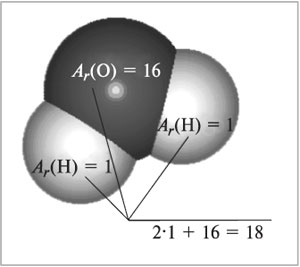 Aᵣ(O) = 16
Aᵣ(H) = 1
Aᵣ(H) = 1
2·1 + 16 = 18